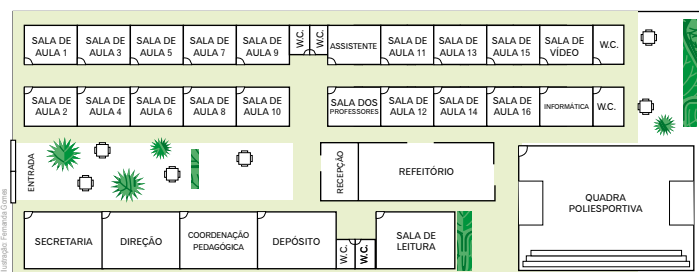 SALA DE
AULA 1
SALA DE
AULA 3
SALA DE
AULA 5
SALA DE
AULA 7
SALA DE
AULA 9
W.C.
W.C.
ASSISTENTE
SALA DE
AULA 11
SALA DE
AULA 13
SALA DE
AULA 15
SALA DE
VÍDEO
W.C.
SALA DE
AULA 2
SALA DE
AULA 4
SALA DE
AULA 6
SALA DE
AULA 8
SALA DE
AULA 10
SALA DOS
PROFESSORES
SALA DE
AULA 12
SALA DE
AULA 14
SALA DE
AULA 16
INFORMÁTICA
W.C.
ENTRADA
RECEPÇÃO
REFEITÓRIO
QUADRA
POLIESPORTIVA
SECRETARIA
DIREÇÃO
COORDENAÇÃO
PEDAGÓGICA
DEPÓSITO
W.C.
W.C.
SALA DE
LEITURA
Ilustração: Fernanda Gomes